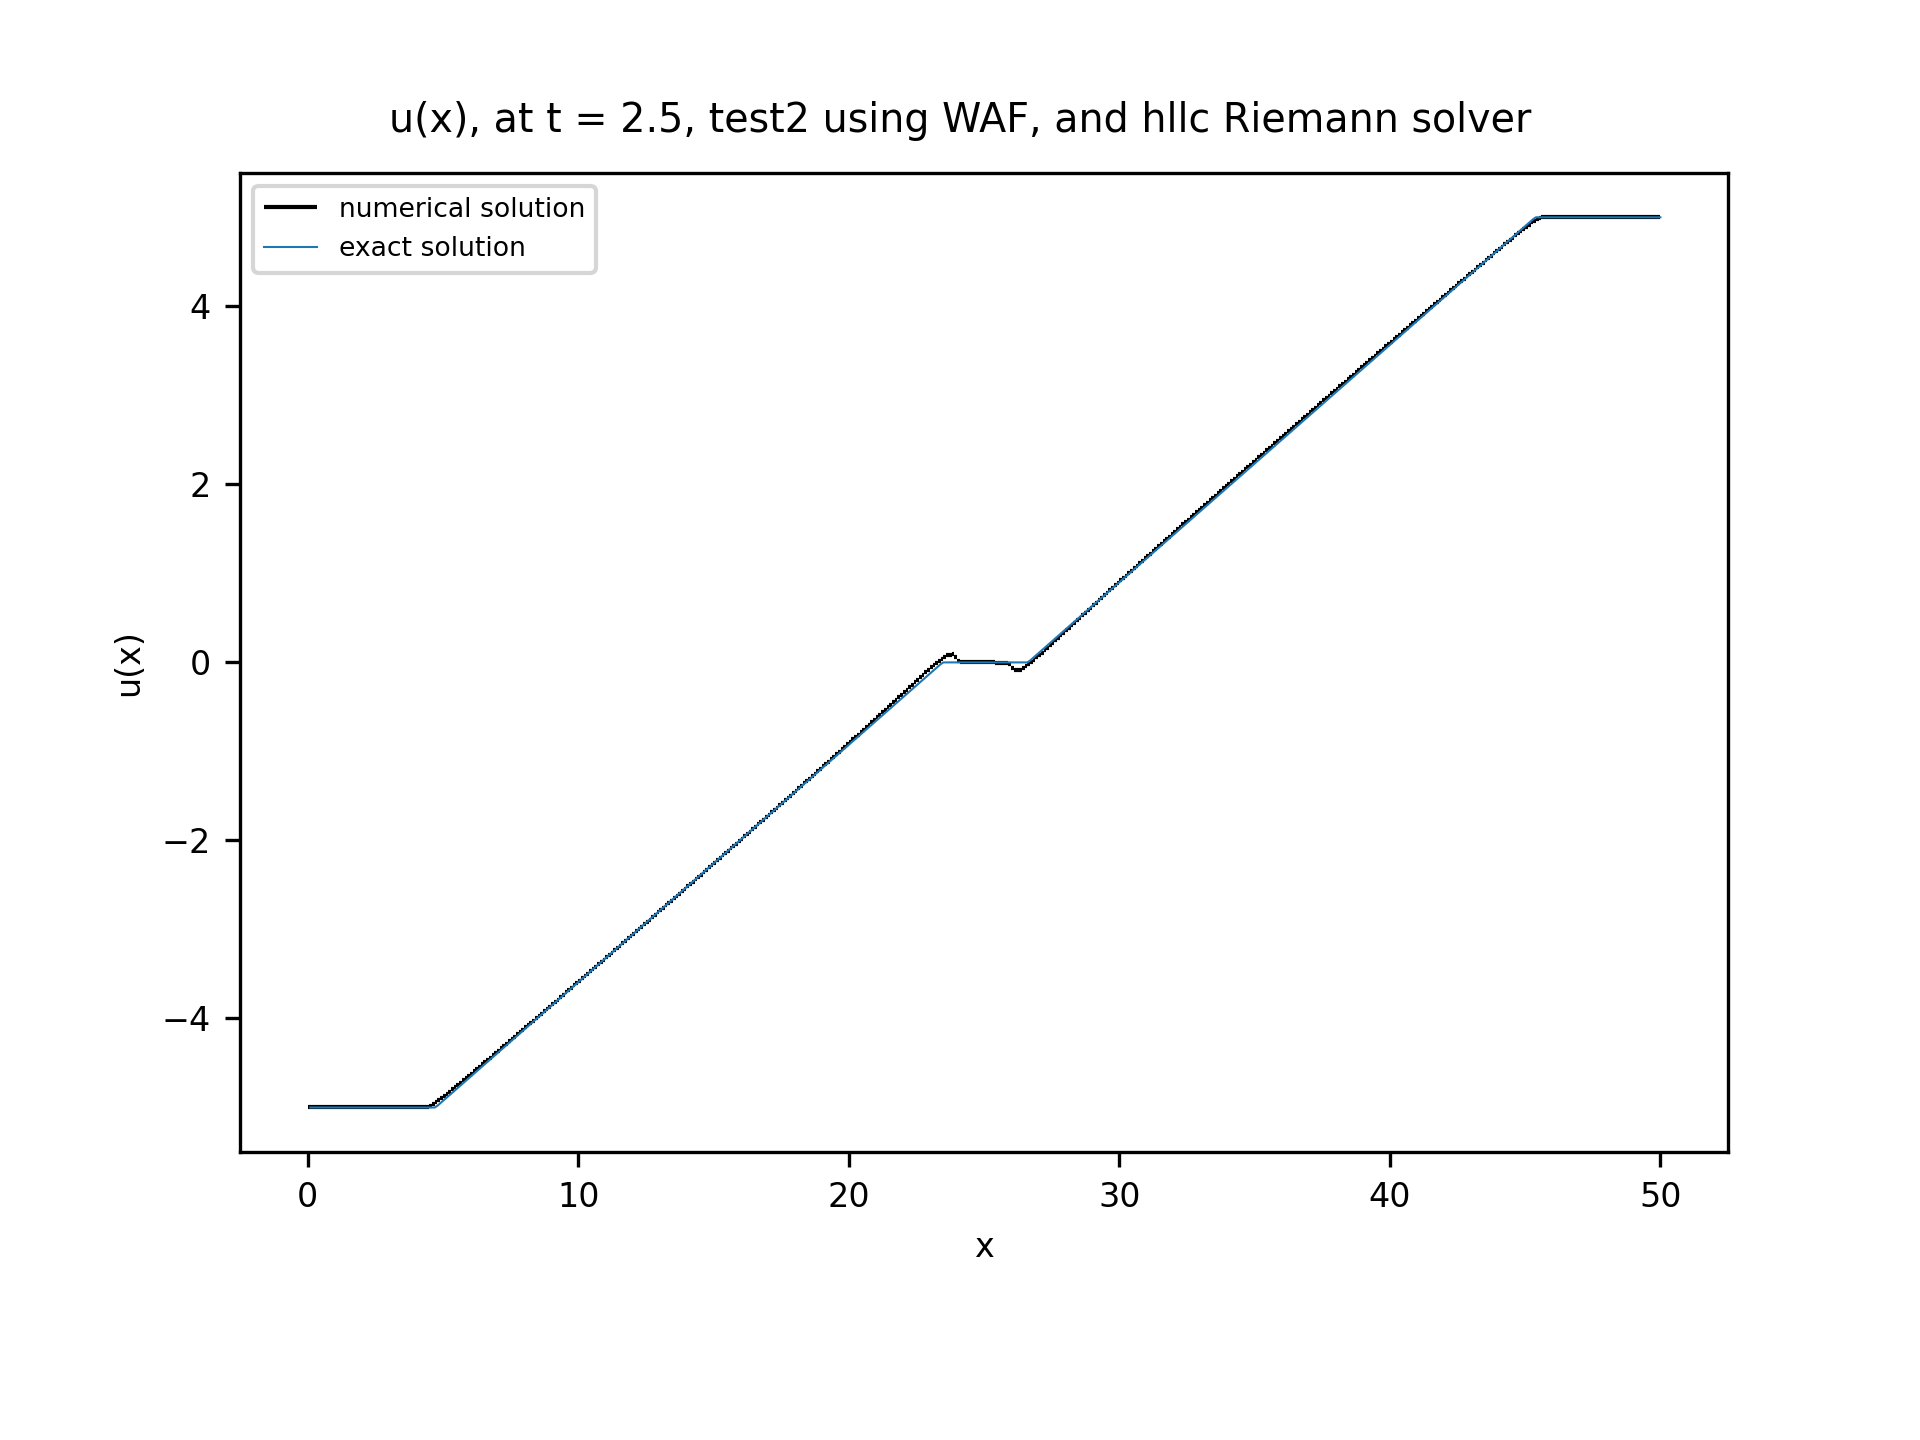 u(x), at t = 2.5, test2 using WAF, and hllc Riemann solver
numerical solution
exact solution
4
2
0
−2
−4
u(x)
0 10 20 30 40 50
x